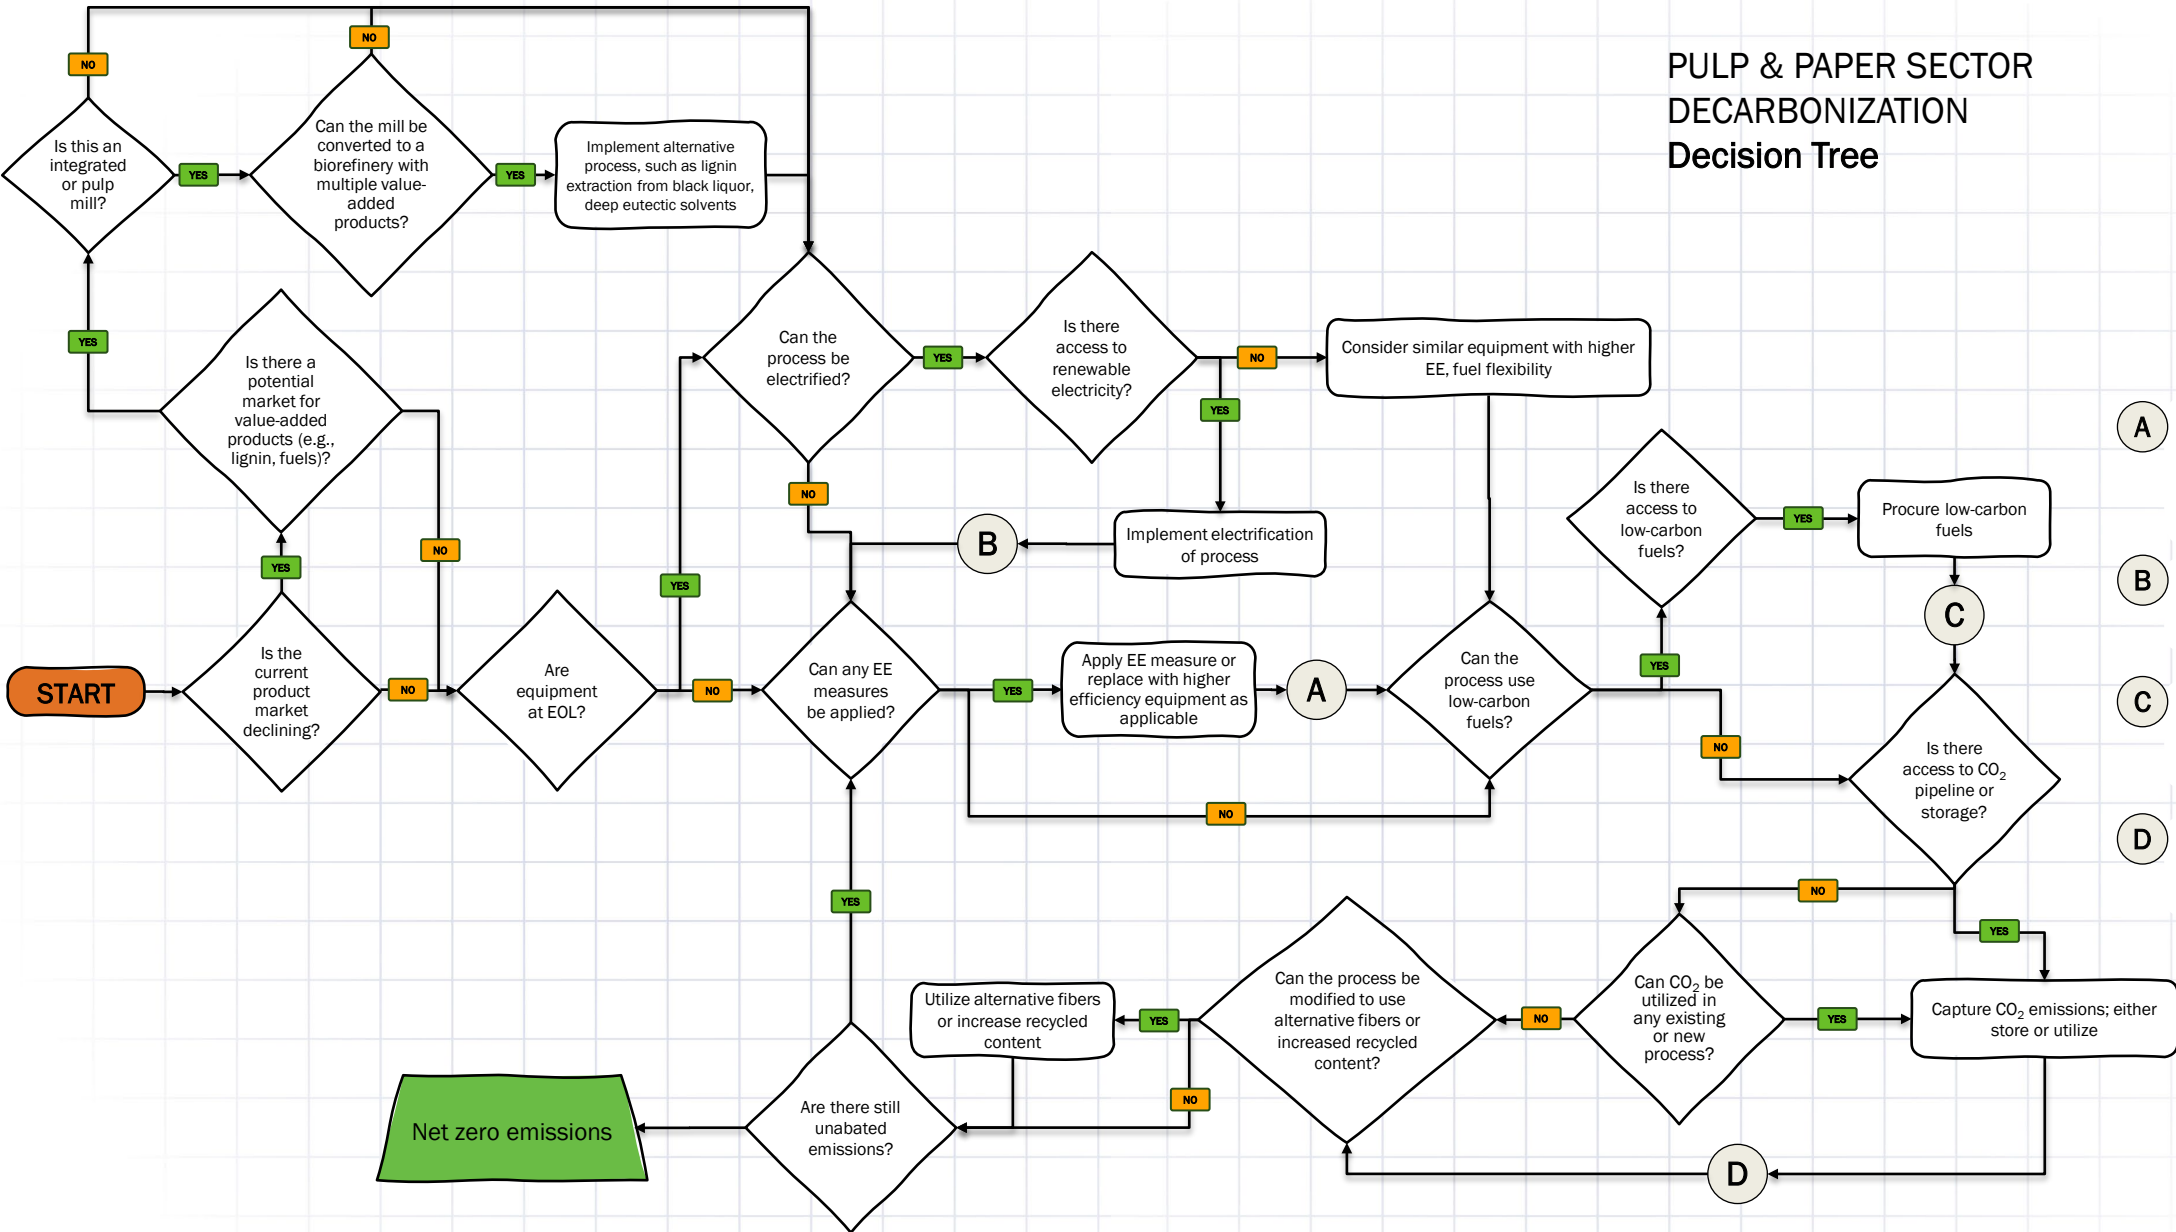 PULP & PAPER SECTOR
DECARBONIZATION
Decision Tree
NO
NO
Is this an
integrated
or pulp
mill?
YES
Can the mill be
converted to a
biorefinery with
multiple value-
added
products?
YES
Implement alternative
process, such as lignin
extraction from black liquor,
deep eutectic solvents
YES
Is there a
potential
market for
value-added
products (e.g.,
lignin, fuels)?
NO
YES
Can the
process be
electrified?
YES
Is there
access to
renewable
electricity?
NO
YES
Consider similar equipment with higher
EE, fuel flexibility
NO
B
Implement electrification
of process
Is there
access to
low-carbon
fuels?
YES
Procure low-carbon
fuels
C
A
B
C
D
START
Is the
current
product
market
declining?
NO
Are
equipment
at EOL?
YES
NO
Can any EE
measures
be applied?
YES
Apply EE measure or
replace with higher
efficiency equipment as
applicable
A
Can the
process use
low-carbon
fuels?
YES
NO
NO
Is there
access to CO2
pipeline or
storage?
NO
YES
YES
Can CO2 be
utilized in
any existing
or new
process?
YES
Capture CO2 emissions; either
store or utilize
NO
Can the process be
modified to use
alternative fibers or
increased recycled
content?
YES
NO
Utilize alternative fibers
or increase recycled
content
D
Are there still
unabated
emissions?
Net zero emissions